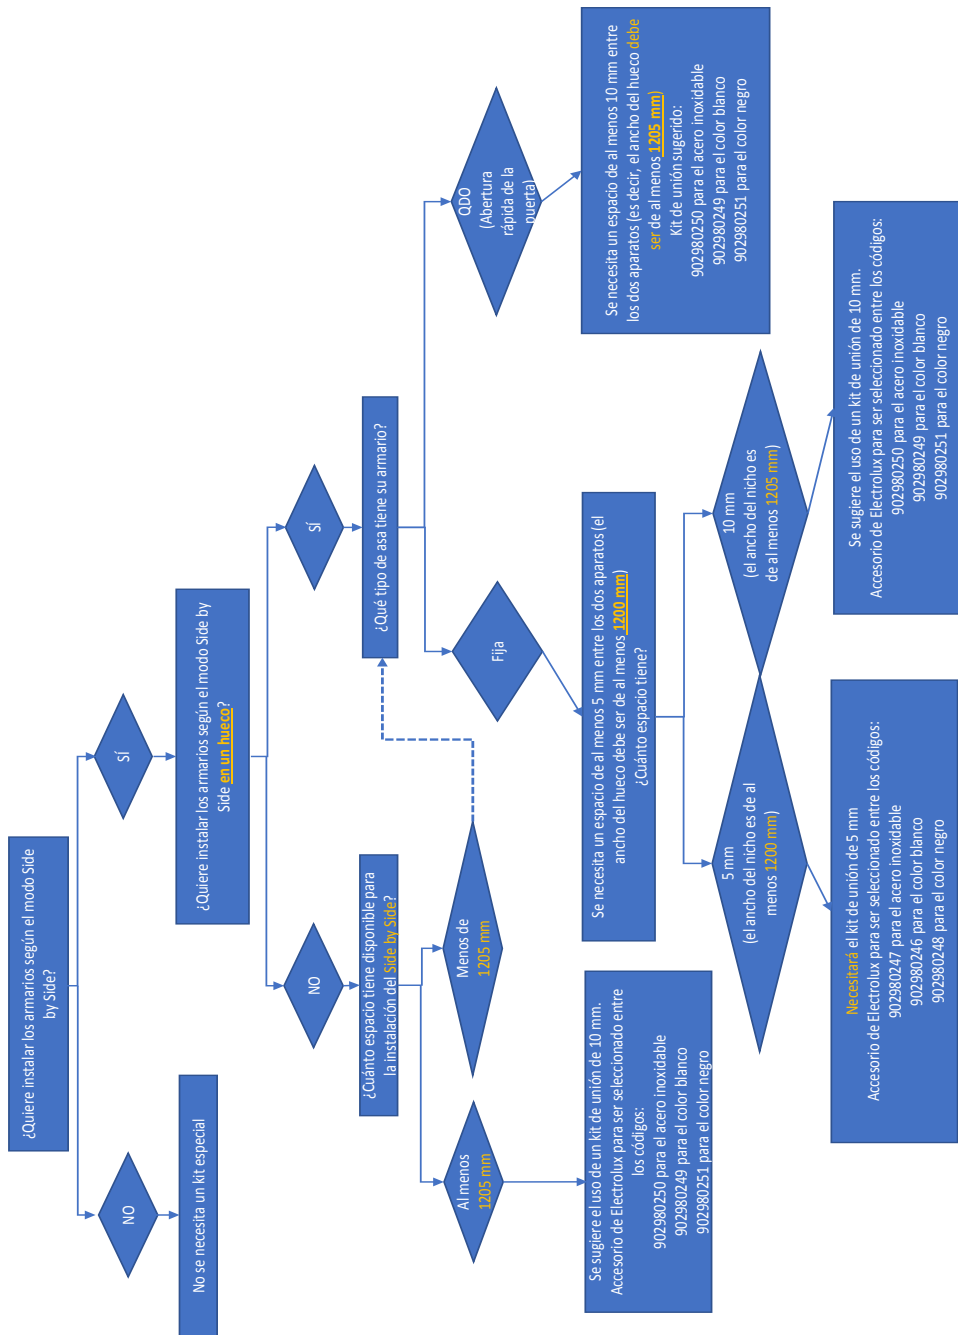 ¿Quiere instalar los armarios según el modo Side
by Side?
NO
No se necesita un kit especial
SÍ
¿Quiere instalar los armarios según el modo Side by
Side en un hueco?
NO
¿Cuánto espacio tiene disponible para
la instalación del Side by Side?
Al menos
1205 mm
Se sugiere el uso de un kit de unión de 10 mm.
Accesorio de Electrolux para ser seleccionado entre
los códigos:
902980250 para el acero inoxidable
902980249 para el color blanco
902980251 para el color negro
Menos de
1205 mm
SÍ
¿Qué tipo de asa tiene su armario?
Fija
Se necesita un espacio de al menos 5 mm entre los dos aparatos (el
ancho del hueco debe ser de al menos 1200 mm)
¿Cuánto espacio tiene?
5 mm
(el ancho del nicho es de al
menos 1200 mm)
Necesitará el kit de unión de 5 mm
Accesorio de Electrolux para ser seleccionado entre los códigos:
902980247 para el acero inoxidable
902980246 para el color blanco
902980248 para el color negro
10 mm
(el ancho del nicho es
de al menos 1205 mm)
Se sugiere el uso de un kit de unión de 10 mm.
Accesorio de Electrolux para ser seleccionado entre los códigos:
902980250 para el acero inoxidable
902980249 para el color blanco
902980251 para el color negro
QDO
(Abertura
rápida de la
puerta)
Se necesita un espacio de al menos 10 mm entre
los dos aparatos (es decir, el ancho del hueco debe
ser de al menos 1205 mm)
Kit de unión sugerido:
902980250 para el acero inoxidable
902980249 para el color blanco
902980251 para el color negro